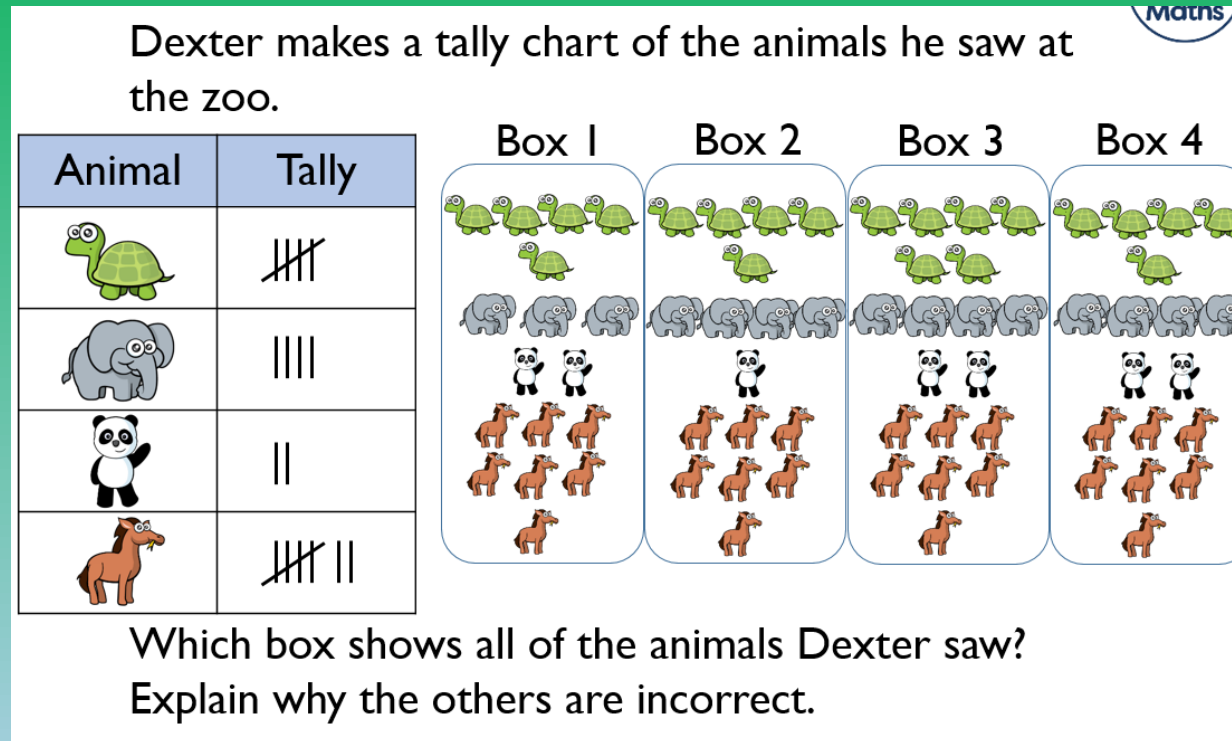 Maths
Dexter makes a tally chart of the animals he saw at
the zoo.
Box 1 Box 2 Box 3 Box 4
Animal Tally
Which box shows all of the animals Dexter saw?
Explain why the others are incorrect.